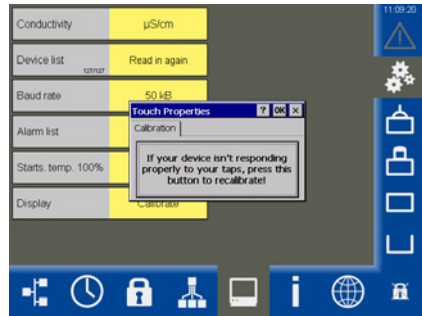 11:09:20
Conductivity
µS/cm
Device list
127/127
Read in again
Baud rate
50 kB
Touch Properties ? OK ×
Calibration
Alarm list
If your device isn't responding
properly to your taps, press this
button to recalibrate!
Starts. temp. 100%
Display
Calibrate
i